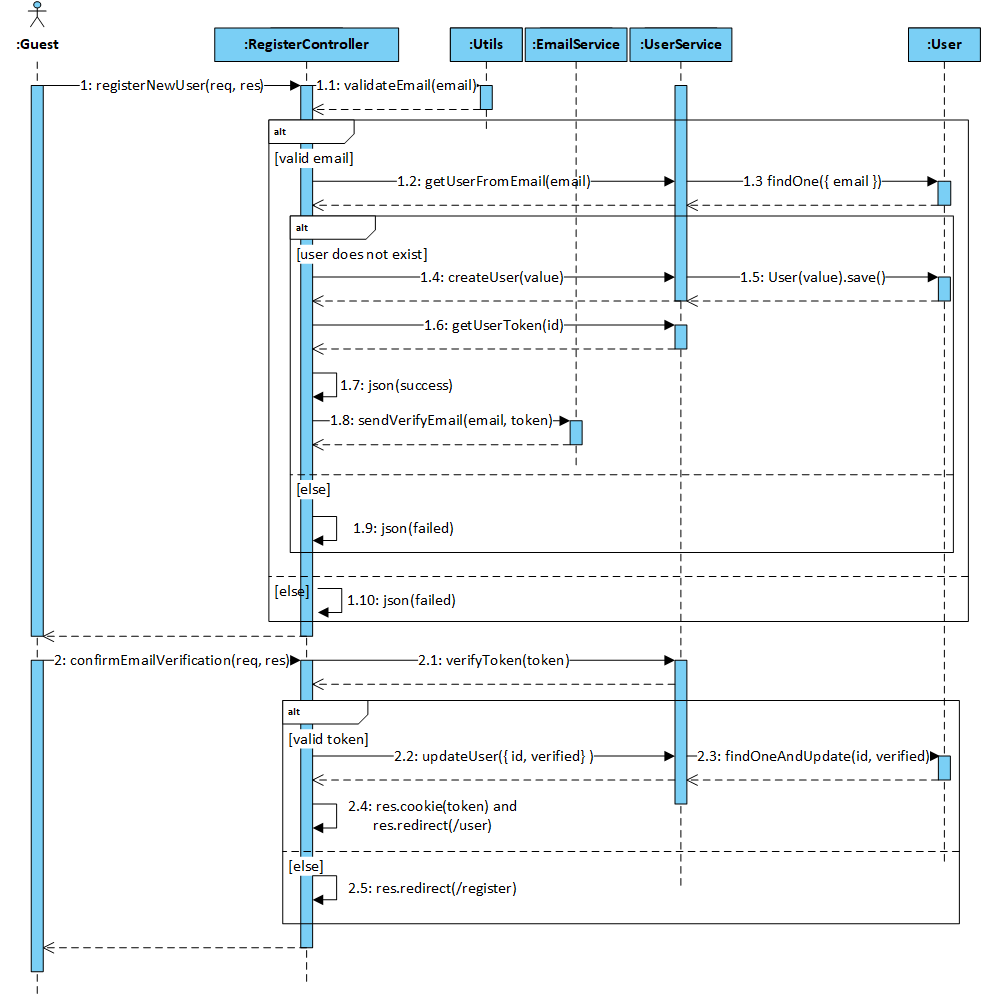 :Guest
:RegisterController
:Utils
:EmailService
:UserService
:User
1: registerNewUser(req, res)
1.1: validateEmail(email)
alt
[valid email]
1.2: getUserFromEmail(email)
1.3 findOne({ email })
alt
[user does not exist]
1.4: createUser(value)
1.5: User(value).save()
1.6: getUserToken(id)
1.7: json(success)
1.8: sendVerifyEmail(email, token)
[else]
1.9: json(failed)
[else]
1.10: json(failed)
2: confirmEmailVerification(req, res)
2.1: verifyToken(token)
alt
[valid token]
2.2: updateUser({ id, verified} )
2.3: findOneAndUpdate(id, verified)
2.4: res.cookie(token) and
res.redirect(/user)
[else]
2.5: res.redirect(/register)